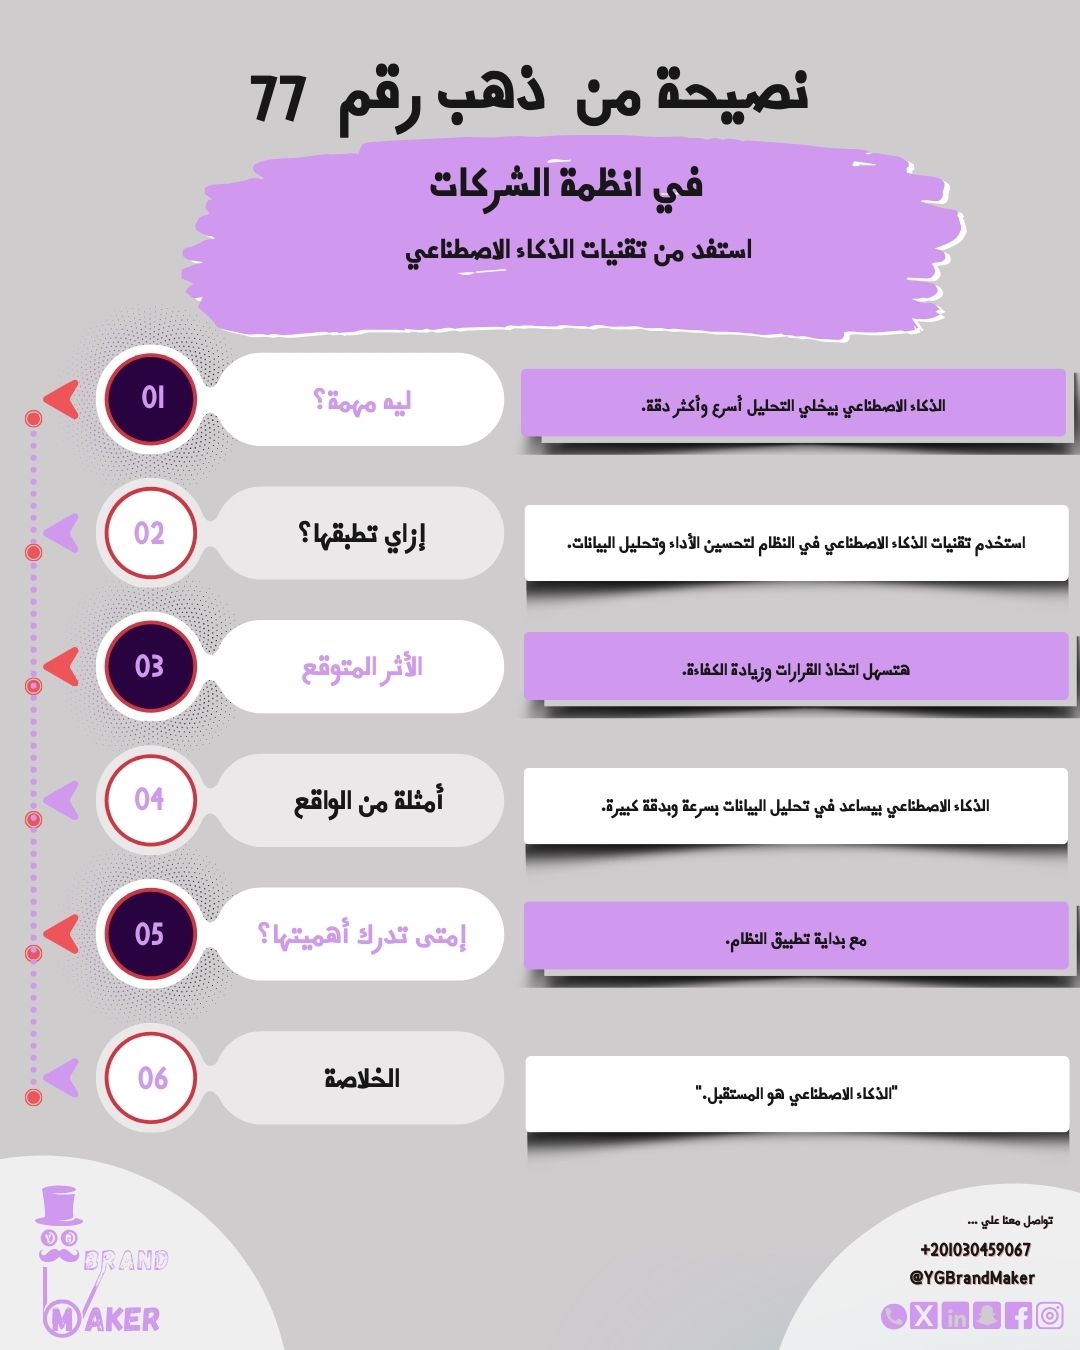 نصيحة من ذهب رقم 77
في انظمة الشركات
استفد من تقنيات الذكاء الاصطناعي
01
ليه مهمة؟
الذكاء الاصطناعي بيخلي التحليل أسرع وأكثر دقة.
02
إزاي تطبقها؟
استخدم تقنيات الذكاء الاصطناعي في النظام لتحسين الأداء وتحليل البيانات.
03
الأثر المتوقع
هتسهل اتخاذ القرارات وزيادة الكفاءة.
04
أمثلة من الواقع
الذكاء الاصطناعي بيساعد في تحليل البيانات بسرعة وبدقة كبيرة.
05
إمتى تدرك أهميتها؟
مع بداية تطبيق النظام.
06
الخلاصة
"الذكاء الاصطناعي هو المستقبل."
BRAND
MAKER
تواصل معنا علي ...
+201030459067
@YGBrandMaker